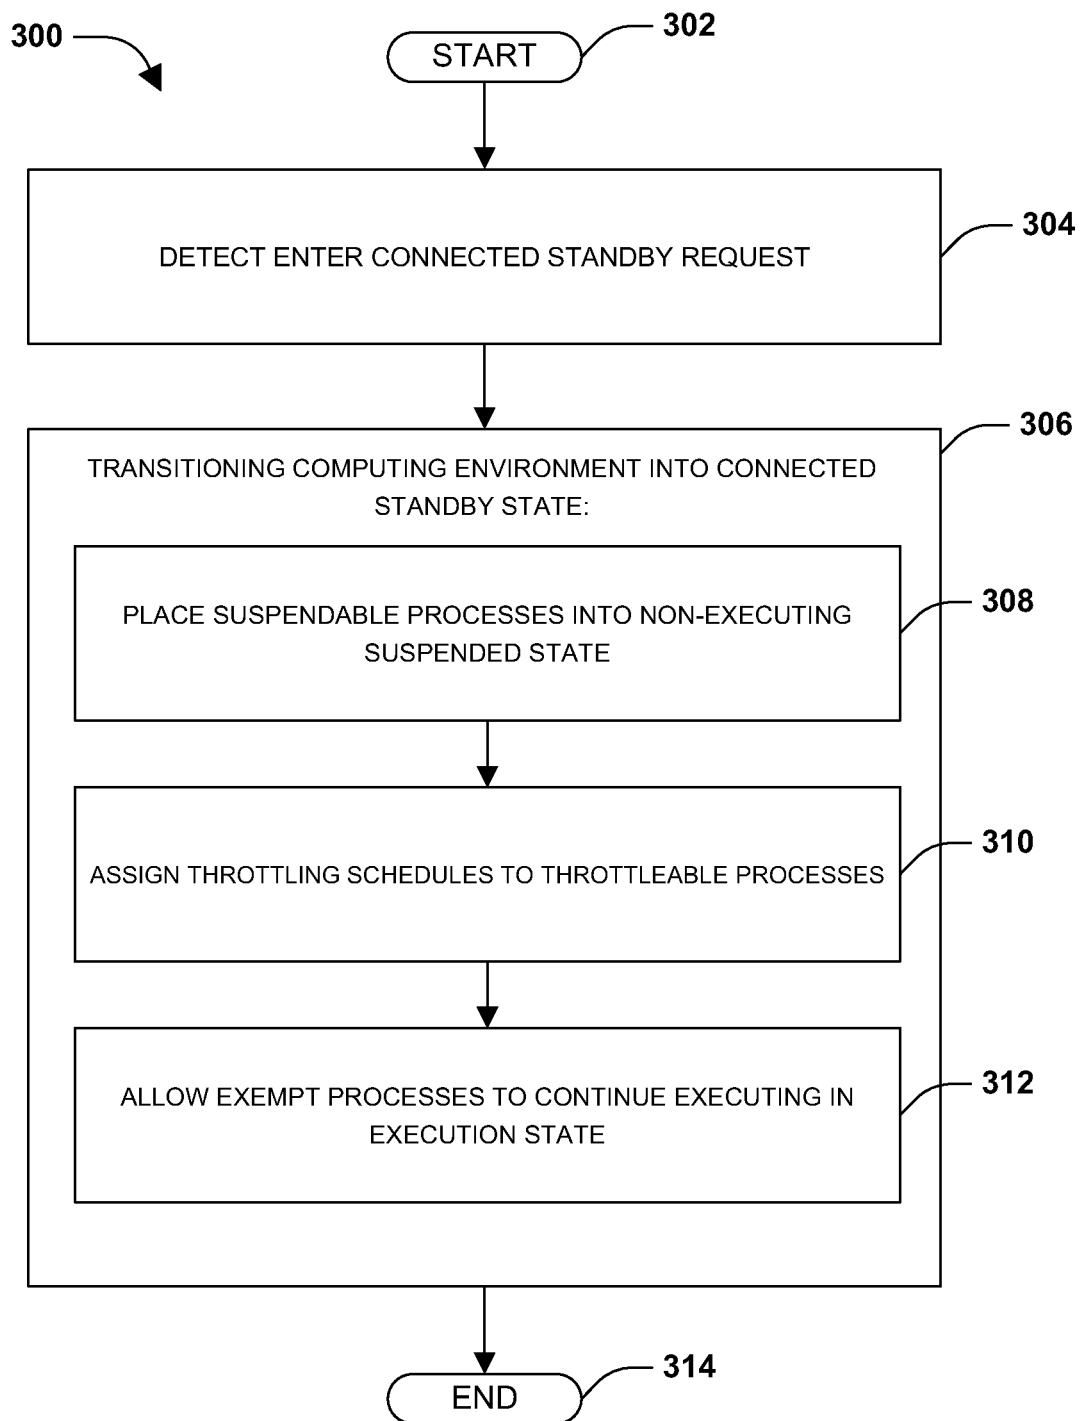 300
START
302
DETECT ENTER CONNECTED STANDBY REQUEST
304
306
TRANSITIONING COMPUTING ENVIRONMENT INTO CONNECTED
STANDBY STATE:
PLACE SUSPENDABLE PROCESSES INTO NON-EXECUTING
SUSPENDED STATE
308
ASSIGN THROTTLING SCHEDULES TO THROTTLEABLE PROCESSES
310
ALLOW EXEMPT PROCESSES TO CONTINUE EXECUTING IN
EXECUTION STATE
312
END
314